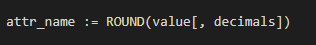 attr_name := ROUND(value[, decimals])